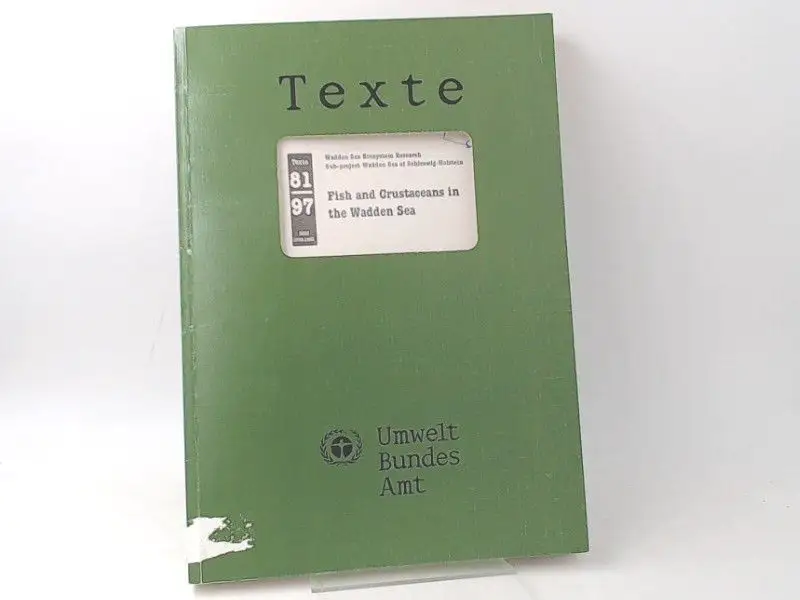 Texte
Texte
81
97
Wadden Sea Ecosystem Research
Sub-project Wadden Sea of Schleswig-Holstein
Fish and Crustaceans in
the Wadden Sea
Umwelt
Bundes
Amt